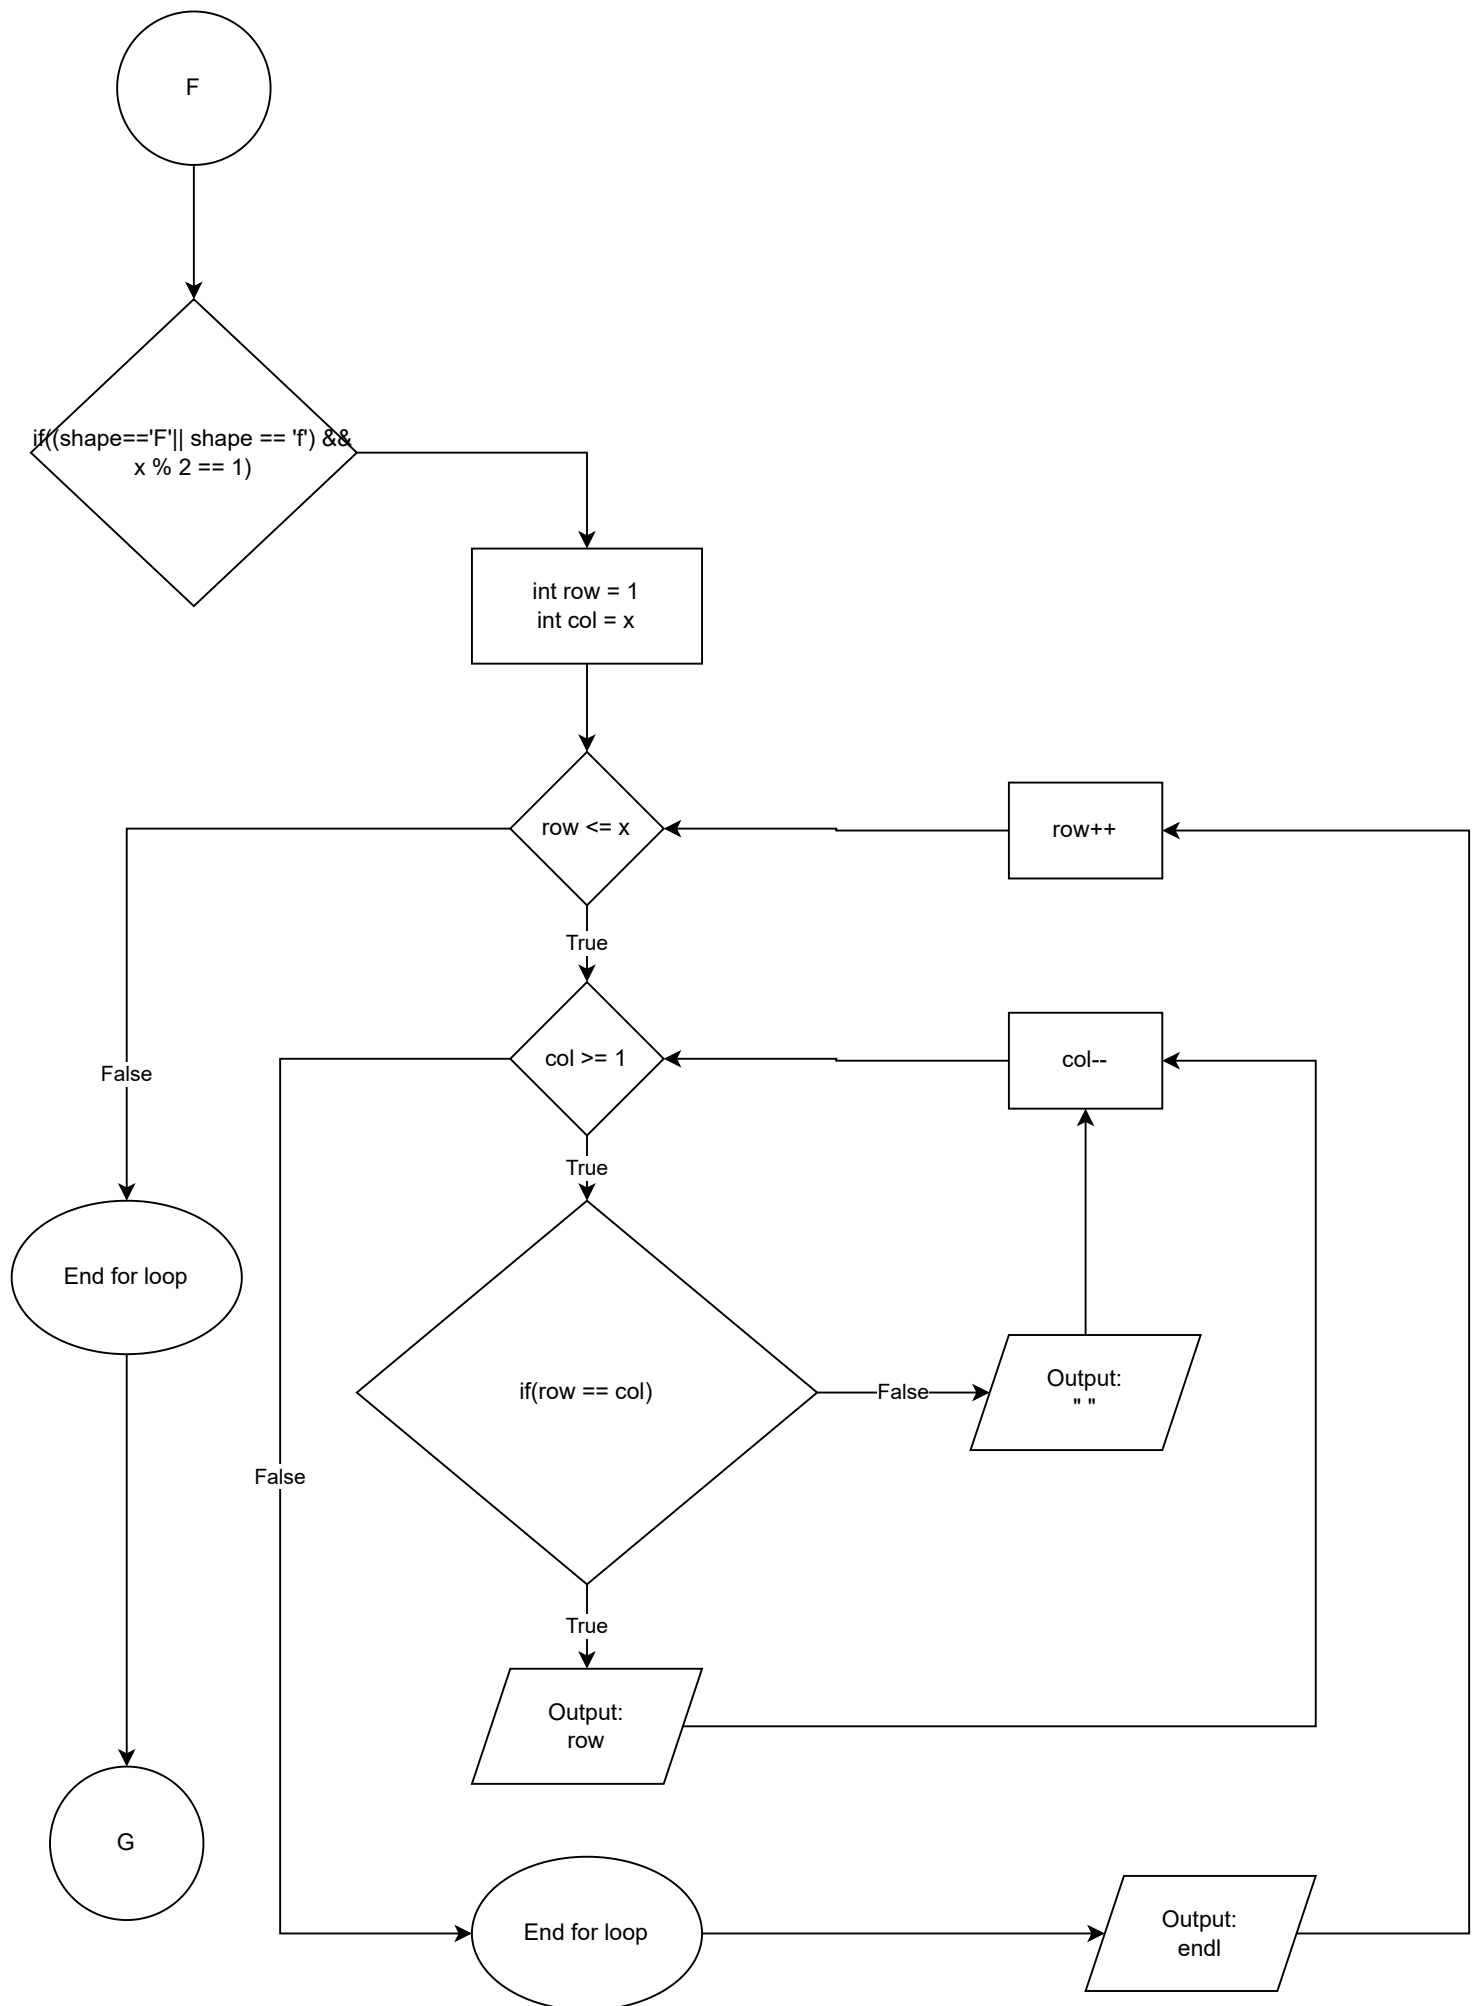 F
if((shape=='F'|| shape == 'f') &&
x % 2 == 1)
int row = 1
int col = x
row <= x
row++
True
col >= 1
col--
False
True
End for loop
if(row == col)
False
Output:
" "
False
True
Output:
row
G
End for loop
Output:
endl